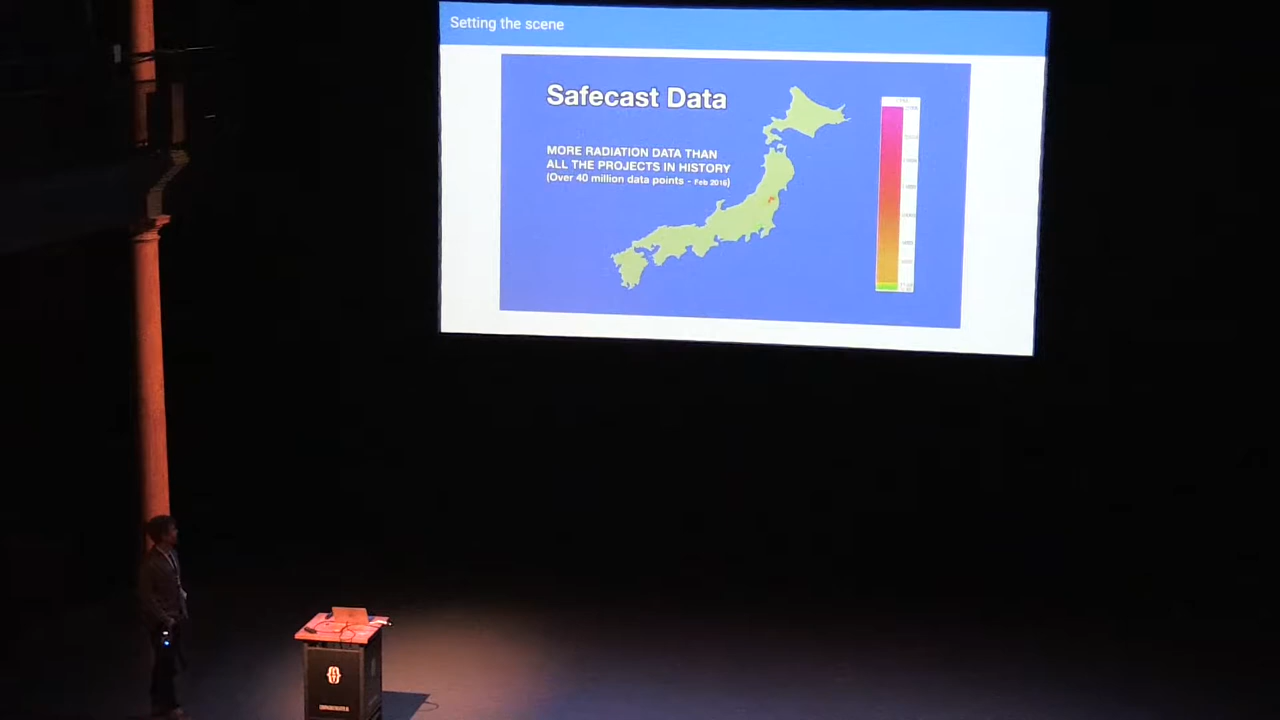 Setting the scene
Safecast Data
MORE RADIATION DATA THAN
ALL THE PROJECTS IN HISTORY
(Over 40 million data points - Feb 2016)